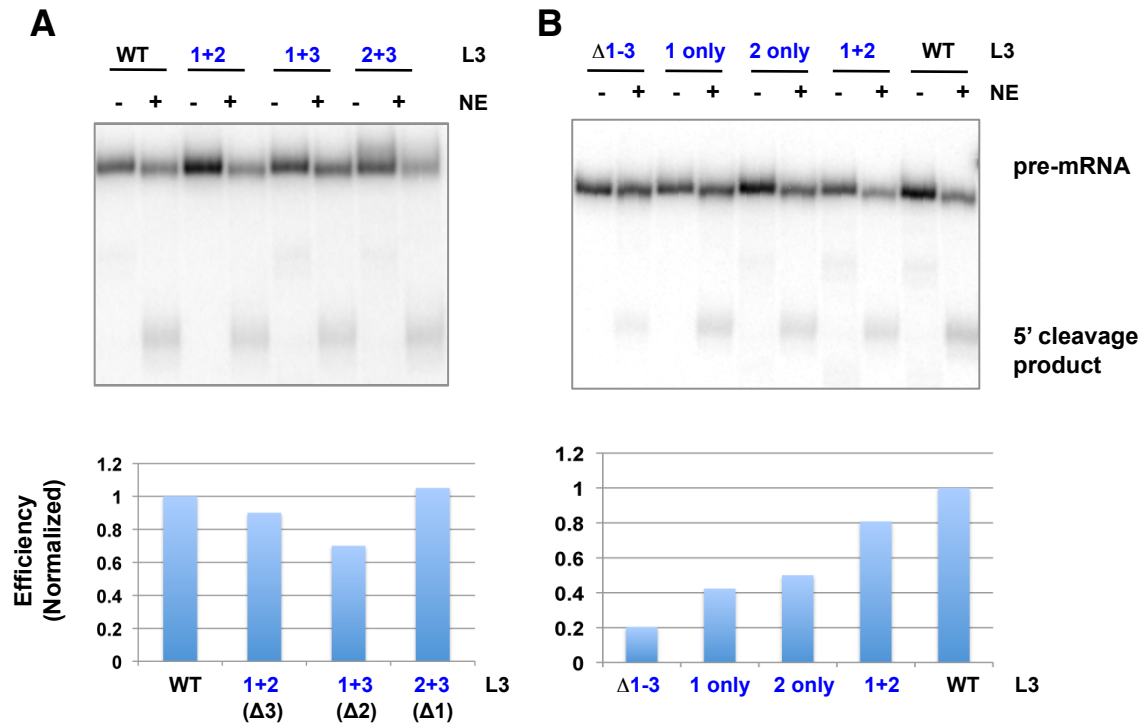 A
WT 1+2 1+3 2+3 L3
- + - + - + - + NE
B
Δ1-3 1 only 2 only 1+2 WT L3
- + - + - + - + - + NE
pre-mRNA
5’ cleavage
product
Efficiency
(Normalized)
1.2
1
0.8
0.6
0.4
0.2
0
WT 1+2 1+3 2+3 L3
(Δ3) (Δ2) (Δ1)
1.2
1
0.8
0.6
0.4
0.2
0
Δ1-3 1 only 2 only 1+2 WT L3